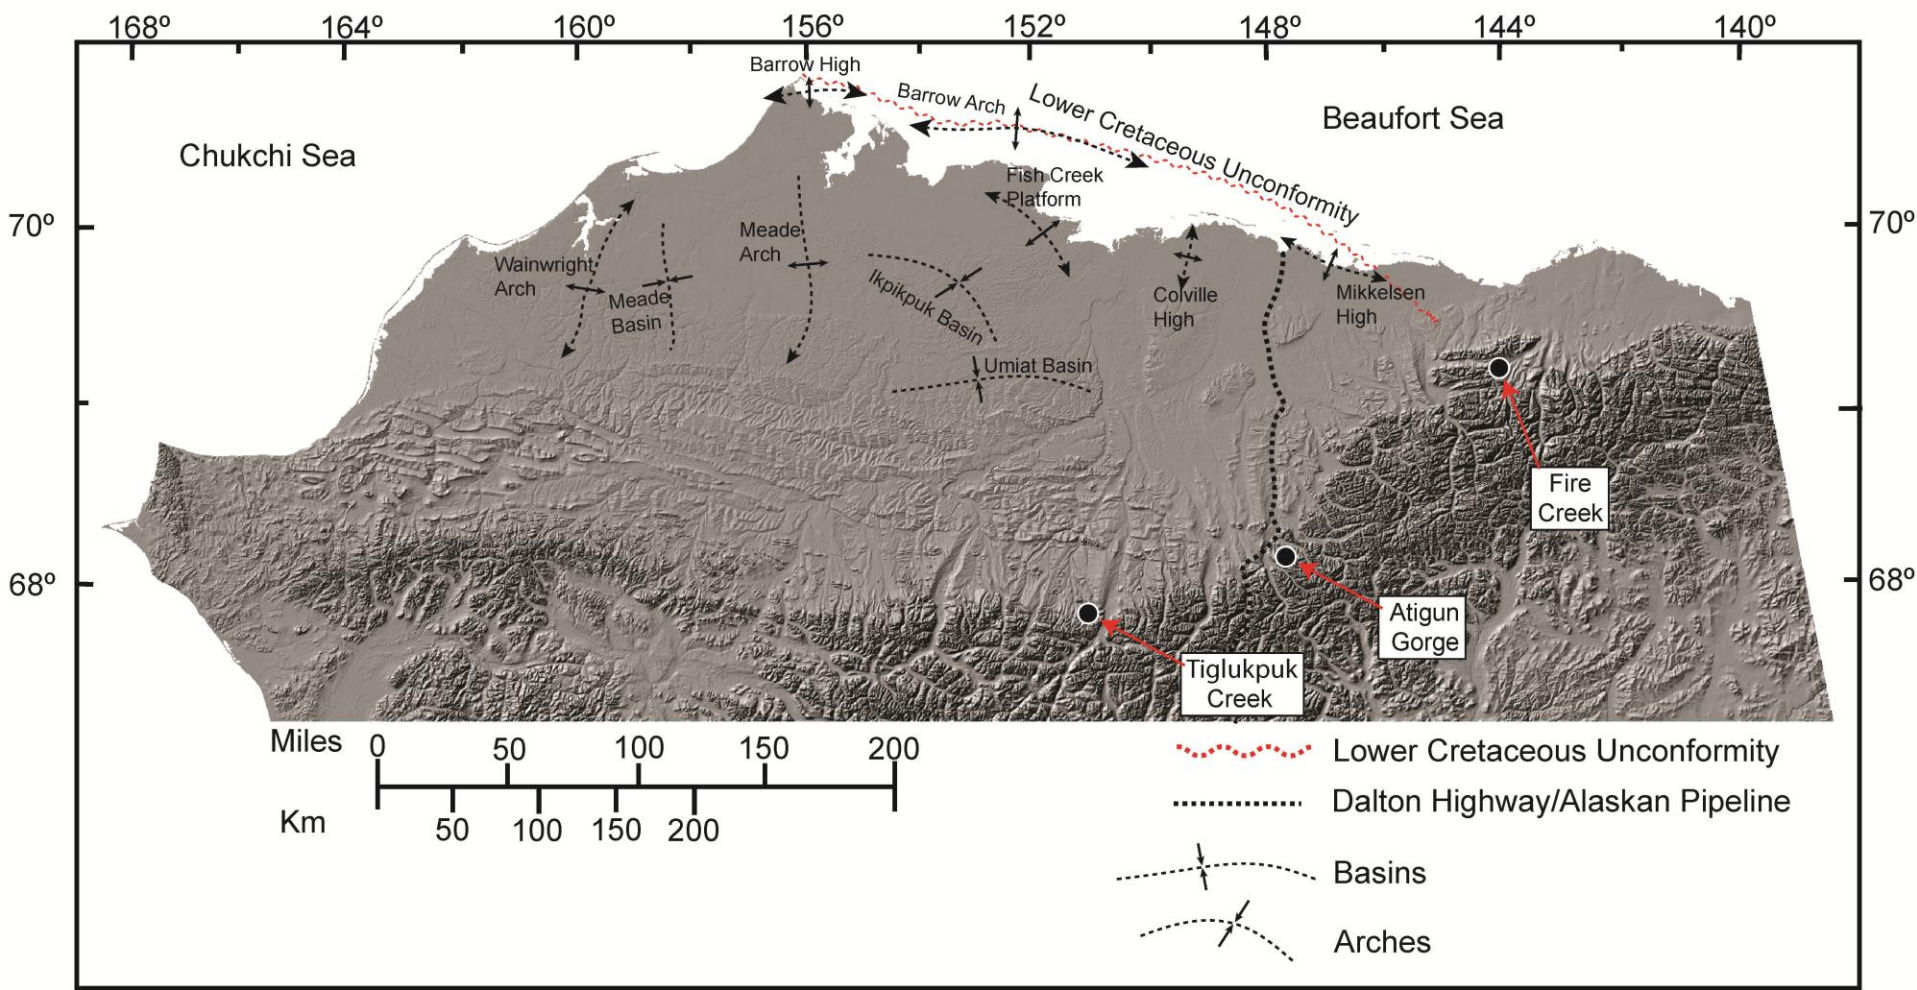 168º 164º 160º 156º 152º 148º 144º 140º
Barrow High
Barrow Arch
Lower Cretaceous Unconformity
Beaufort Sea
Chukchi Sea
Fish Creek
Platform
70º
70º
Meade
Arch
Wainwright
Arch
Meade
Basin
Ikpikpuk Basin
Colville
High
Mikkelsen
High
Umiat Basin
Fire
Creek
68º
68º
Atigun
Gorge
Tiglukpuk
Creek
Miles 0 50 100 150 200
Km 50 100 150 200
Lower Cretaceous Unconformity
Dalton Highway/Alaskan Pipeline
Basins
Arches